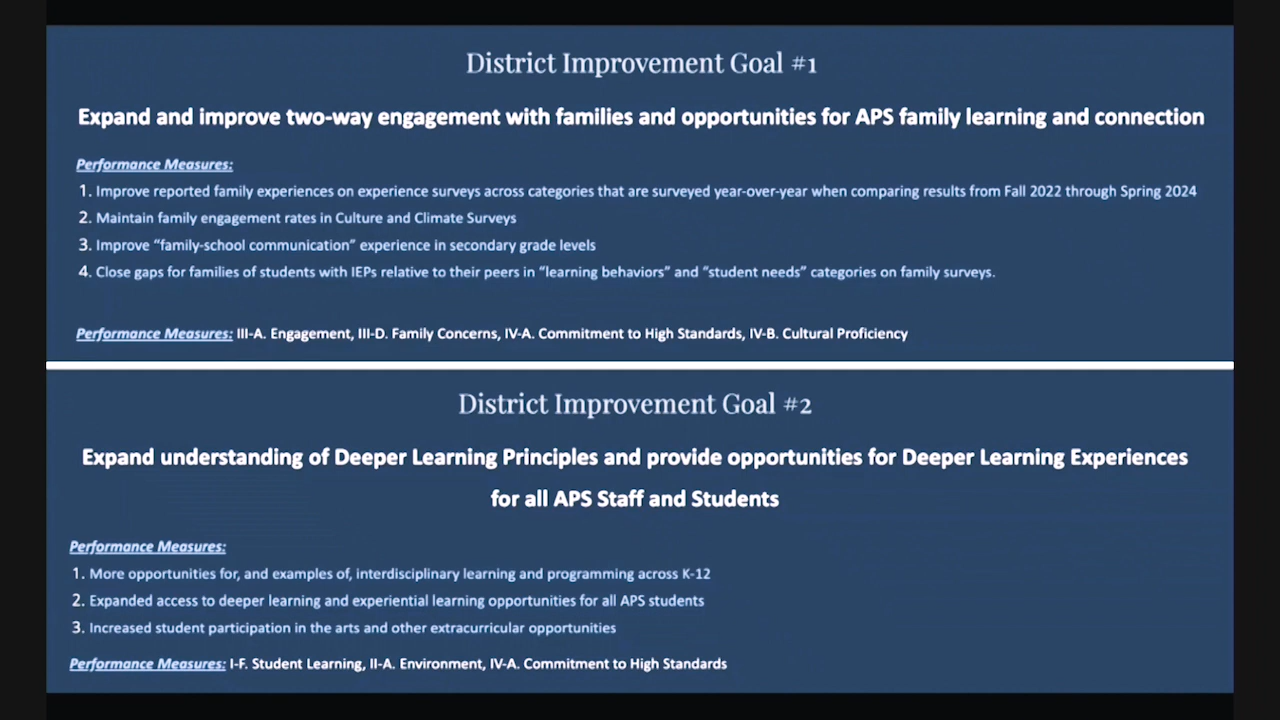 District Improvement Goal #1
Expand and improve two-way engagement with families and opportunities for APS family learning and connection
Performance Measures:
1. Improve reported family experiences on experience surveys across categories that are surveyed year-over-year when comparing results from Fall 2022 through Spring 2024
2. Maintain family engagement rates in Culture and Climate Surveys
3. Improve “family-school communication” experience in secondary grade levels
4. Close gaps for families of students with IEPs relative to their peers in “learning behaviors” and “student needs” categories on family surveys.
Performance Measures: III-A. Engagement, III-D. Family Concerns, IV-A. Commitment to High Standards, IV-B. Cultural Proficiency
District Improvement Goal #2
Expand understanding of Deeper Learning Principles and provide opportunities for Deeper Learning Experiences
for all APS Staff and Students
Performance Measures:
1. More opportunities for, and examples of, interdisciplinary learning and programming across K-12
2. Expanded access to deeper learning and experiential learning opportunities for all APS students
3. Increased student participation in the arts and other extracurricular opportunities
Performance Measures: I-F. Student Learning, II-A. Environment, IV-A. Commitment to High Standards